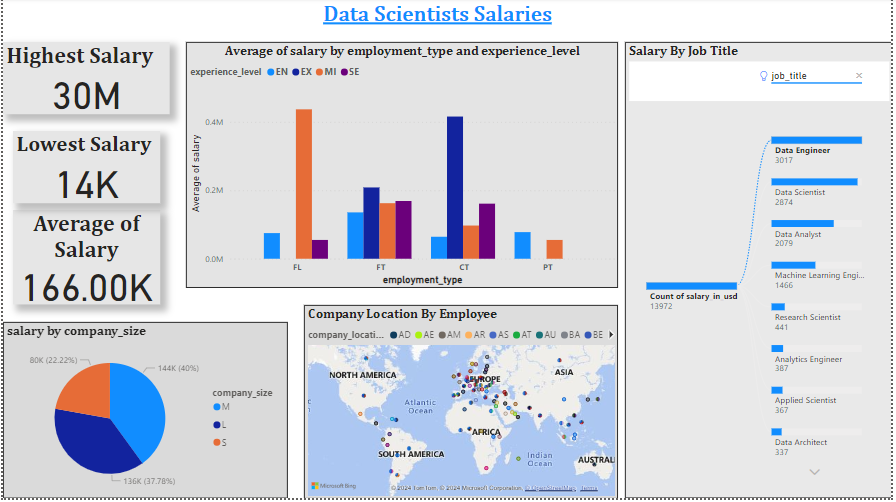 Data Scientists Salaries
Highest Salary
30M
Lowest Salary
14K
Average of
Salary
166.00K
Average of salary by employment_type and experience_level
experience_level EN EX MI SE
Average of salary
0.4M
0.2M
0.0M
FL FT CT PT
employment_type
Salary By Job Title
job_title
Data Engineer
3017
Data Scientist
2874
Data Analyst
2079
Machine Learning Engi...
1466
Research Scientist
441
Analytics Engineer
387
Applied Scientist
367
Data Architect
337
Count of salary_in_usd
13972
salary by company_size
80K (22.22%)
144K (40%)
136K (37.78%)
company_size
M
L
S
Company Location By Employee
company_locati... AD AE AM AR AS AT AU BA BE
NORTH AMERICA
EUROPE
ASIA
Atlantic
Ocean
AFRICA
SOUTH AMERICA
Indian
Ocean
AUSTRAL
Microsoft Bing
© 2024 Microsoft Corporation, © OpenStreetMap Terms